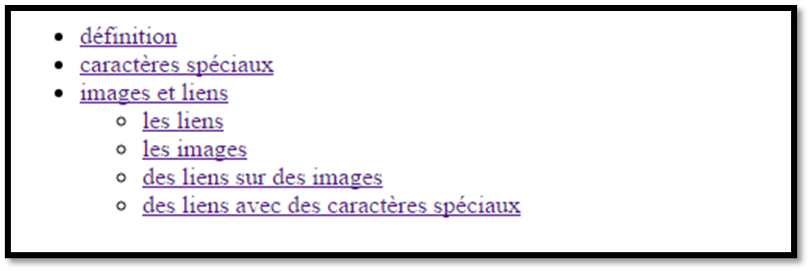 définition
caractères spéciaux
images et liens
les liens
les images
des liens sur des images
des liens avec des caractères spéciaux